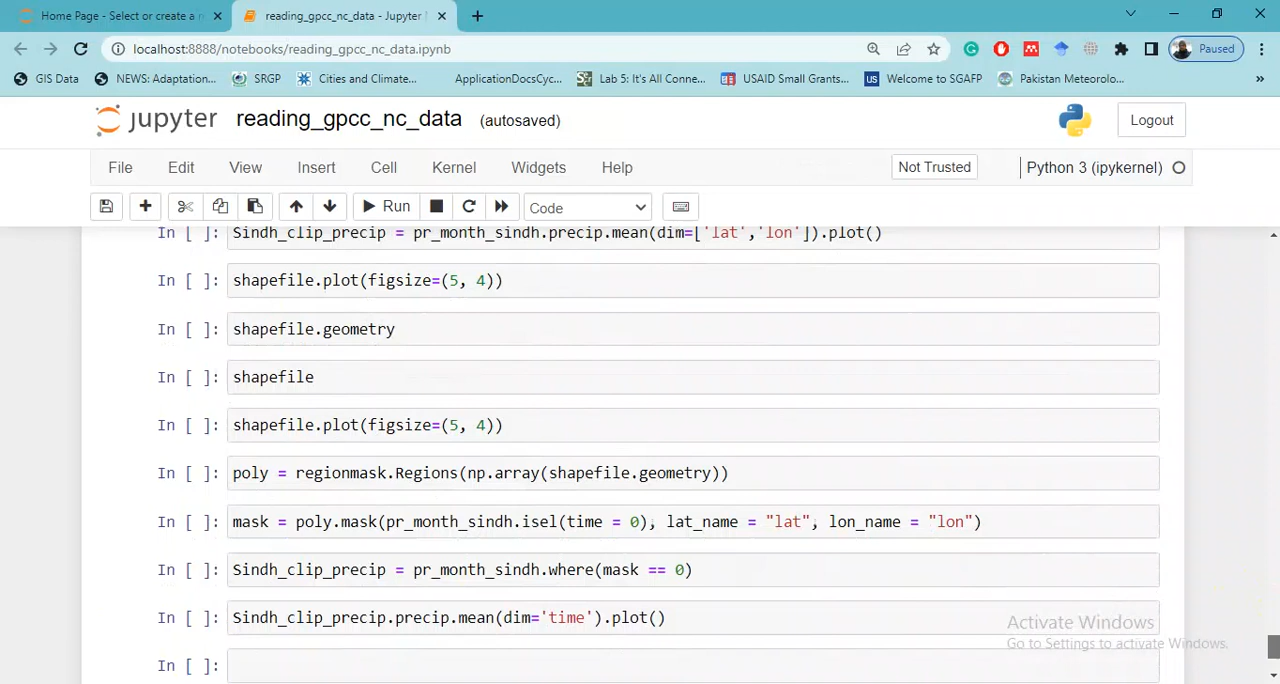 Home Page - Select or create a n
reading_gpcc_nc_data - Jupyter
localhost:8888/notebooks/reading_gpcc_nc_data.ipynb
Paused
GIS Data
NEWS: Adaptation...
SRGP
Cities and Climate...
ApplicationDocsCyc...
Lab 5: It's All Conne...
USAID Small Grants...
US
Welcome to SGAFP
Pakistan Meteorolo...
»
jupyter reading_gpcc_nc_data (autosaved)
Logout
File Edit View Insert Cell Kernel Widgets Help
Not Trusted
Python 3 (ipykernel)
Run
Code
In [ ]: Sindh_clip_precip = pr_month_sindh.precip.mean(dim=['lat','lon']).plot()
In [ ]: shapefile.plot(figsize=(5, 4))
In [ ]: shapefile.geometry
In [ ]: shapefile
In [ ]: shapefile.plot(figsize=(5, 4))
In [ ]: poly = regionmask.Regions(np.array(shapefile.geometry))
In [ ]: mask = poly.mask(pr_month_sindh.isel(time = 0), lat_name = "lat", lon_name = "lon")
In [ ]: Sindh_clip_precip = pr_month_sindh.where(mask == 0)
In [ ]: Sindh_clip_precip.precip.mean(dim='time').plot()
In [ ]:
Activate Windows
Go to Settings to activate Windows.